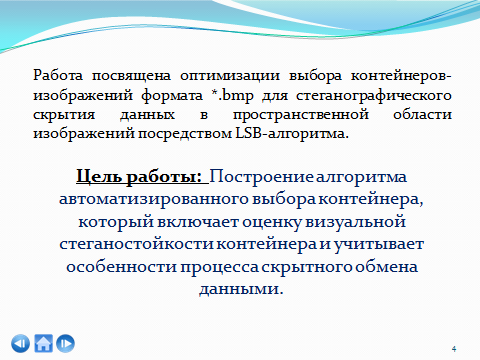 Работа посвящена оптимизации выбора контейнеров-
изображений формата *.bmp для стеганографического
скрытия данных в пространственной области
изображений посредством LSB-алгоритма.
Цель работы: Построение алгоритма
автоматизированного выбора контейнера,
который включает оценку визуальной
стеганостойкости контейнера и учитывает
особенности процесса скрытного обмена
данными.
4